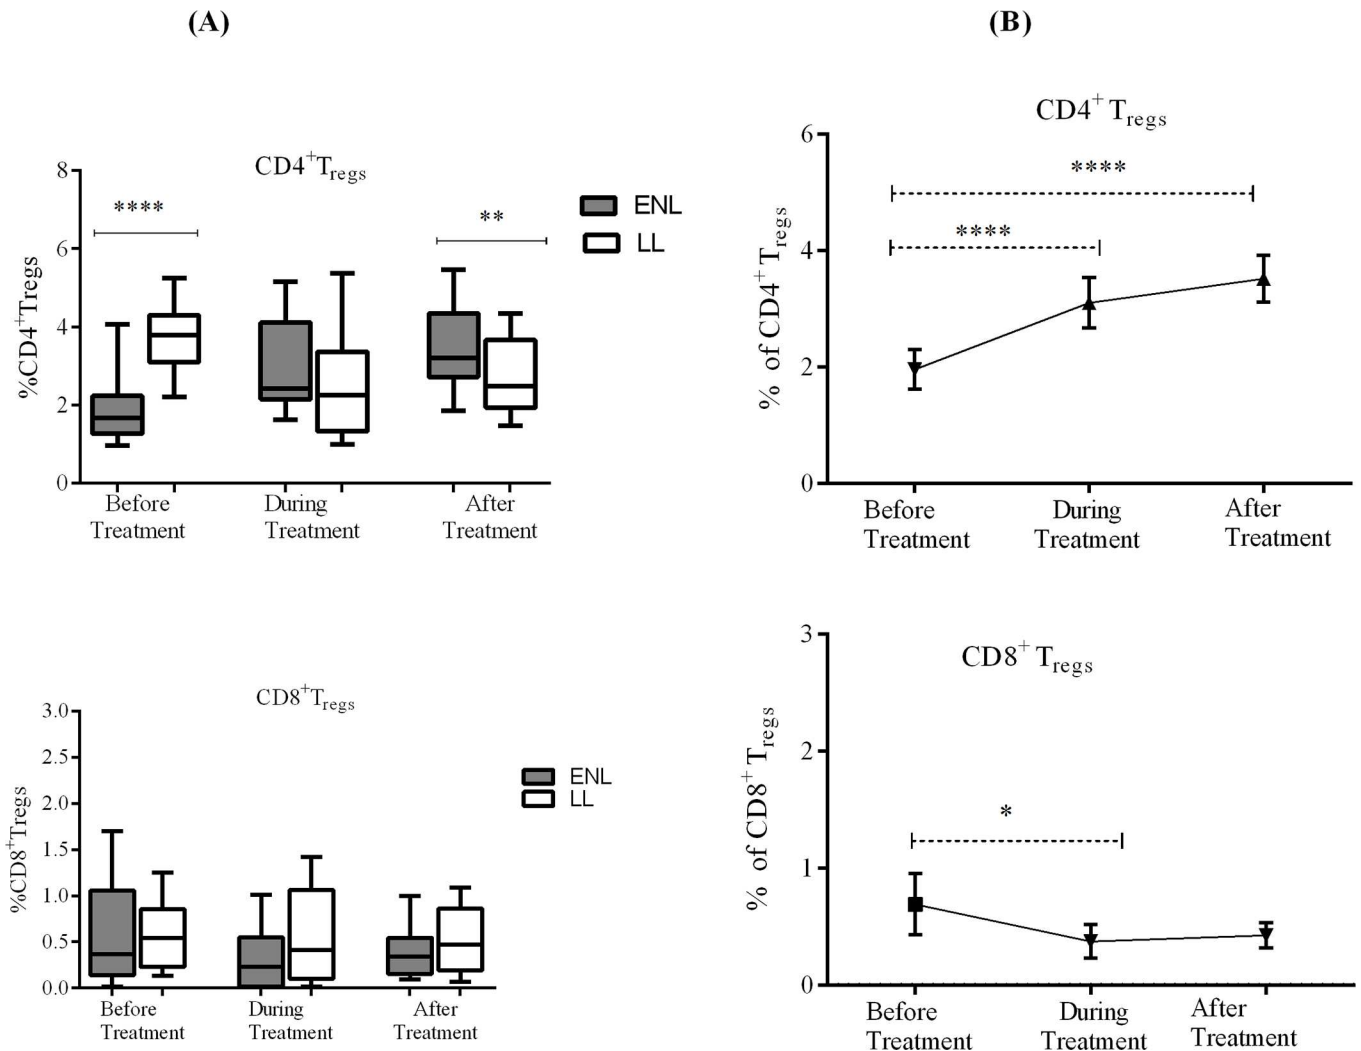 (A)
CD4+Tregs
%CD4+Tregs
8
6
4
2
0
****
**
ENL
LL
Before
Treatment
During
Treatment
After
Treatment
CD8+Tregs
%CD8+Tregs
3.0
2.5
2.0
1.5
1.0
0.5
0.0
ENL
LL
Before
Treatment
During
Treatment
After
Treatment
(B)
CD4+ Tregs
% of CD4+ Tregs
6
4
2
0
****
****
Before
Treatment
During
Treatment
After
Treatment
CD8+ Tregs
% of CD8+ Tregs
3
2
1
0
*
Before
Treatment
During
Treatment
After
Treatment